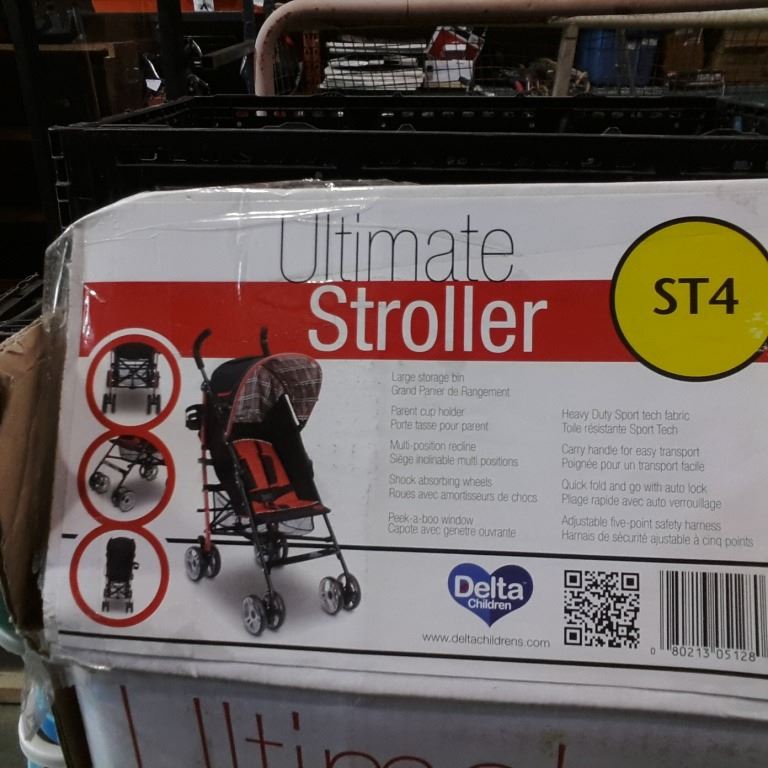 Ultimate
Stroller
ST4
Large storage bin
Grand Panier de Rangement
Parent cup holder
Porte tasse pour parent
Multi-position recline
Siège inclinable multi positions
Shock absorbing wheels
Roues avec amortisseurs de chocs
Peek-a-boo window
Capote avec genetre ouvrante
Heavy Duty Sport tech fabric
Toile résistante Sport Tech
Carry handle for easy transport
Poignée pour un transport facile
Quick fold and go with auto lock
Pliage rapide avec auto verrouillage
Adjustable five-point safety harness
Harnais de sécurité ajustable à cinq points
Delta
Children
www.deltachildrens.com
0 80213 05128